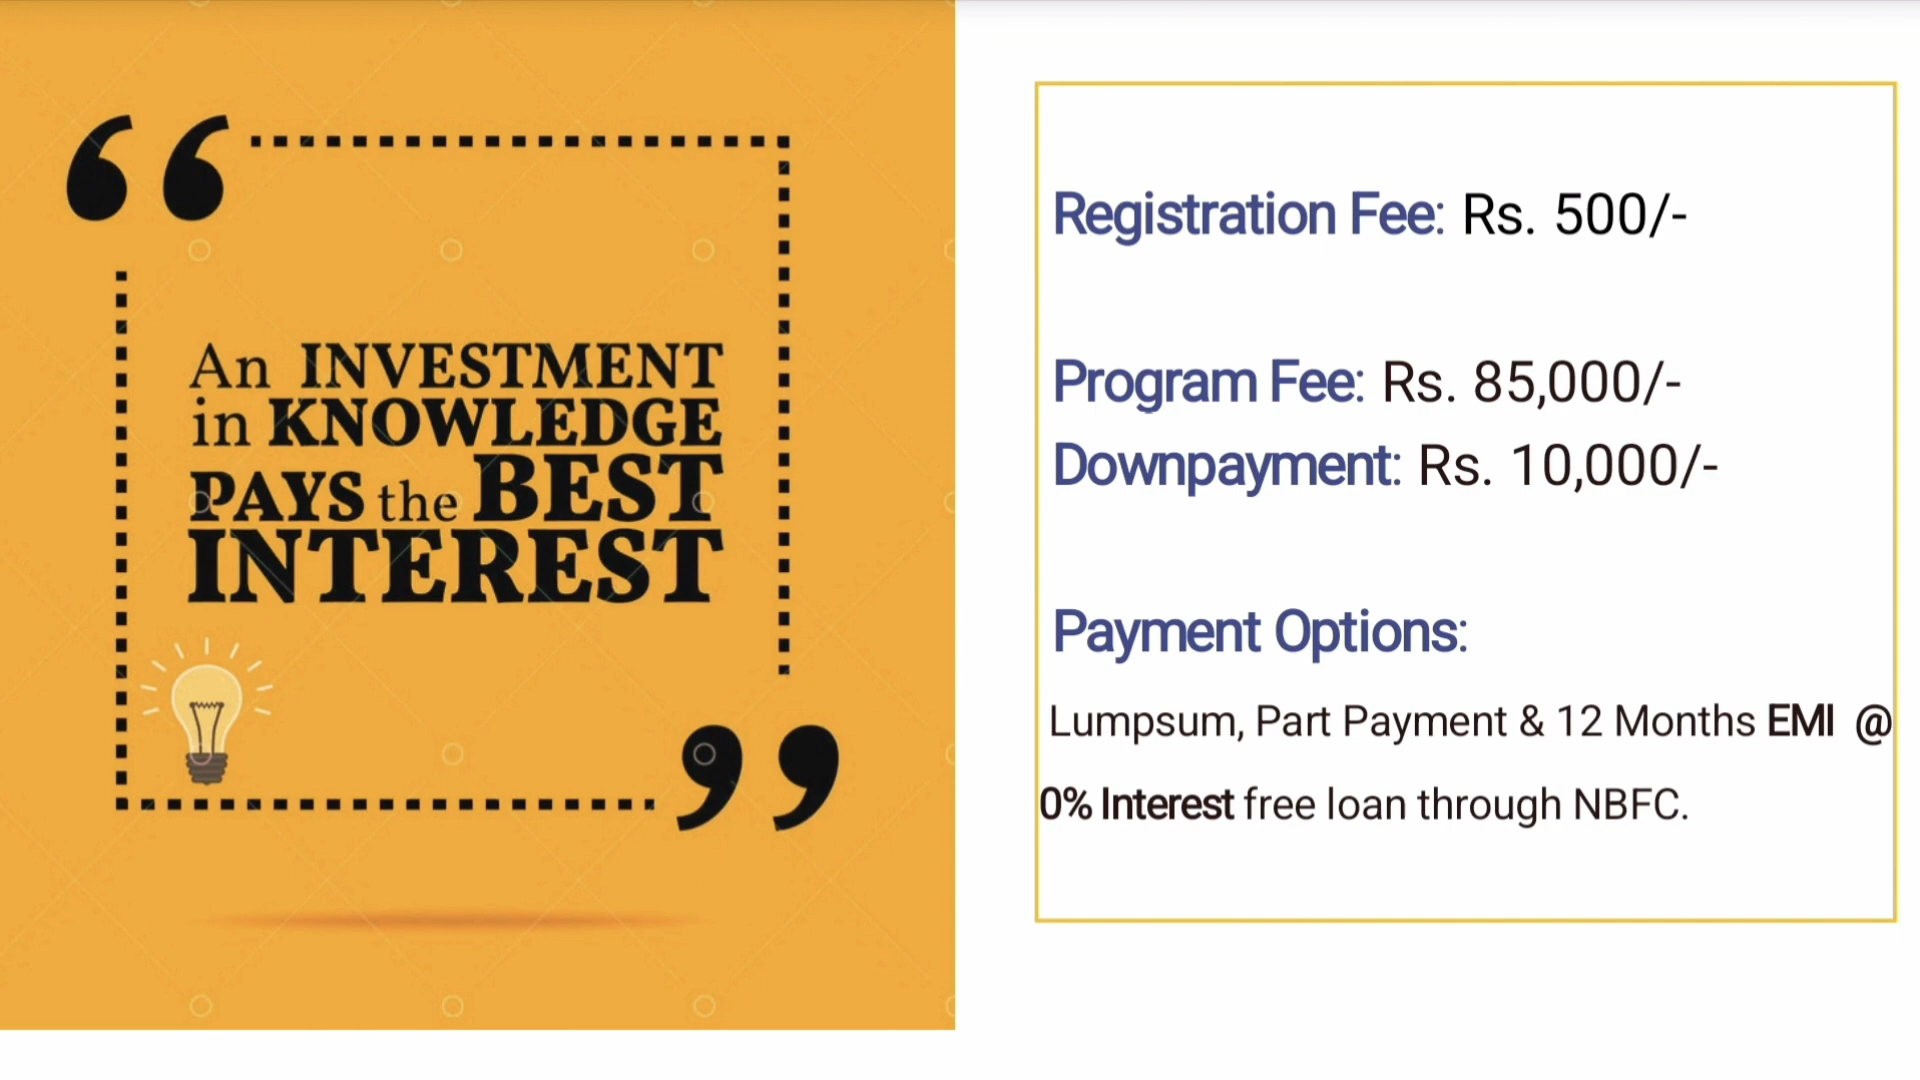 An INVESTMENT
in KNOWLEDGE
PAYS the BEST
INTEREST
Registration Fee: Rs. 500/-
Program Fee: Rs. 85,000/-
Downpayment: Rs. 10,000/-
Payment Options:
Lumpsum, Part Payment & 12 Months EMI @
0% Interest free loan through NBFC.